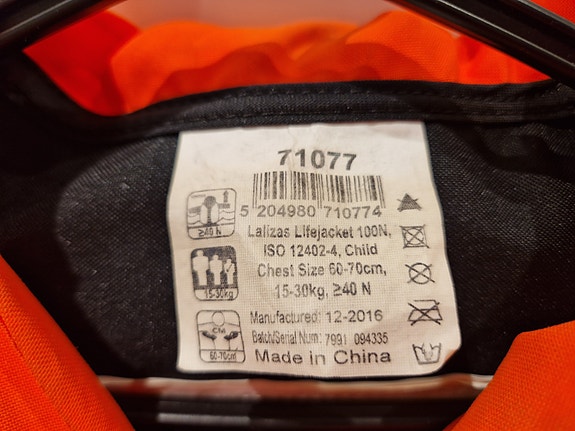 71077
5 204980 710774
≥40 N
Lalizas Lifejacket 100N,
ISO 12402-4, Child
Chest Size 60-70cm,
15-30kg, ≥40 N
15-30kg
Manufactured: 12-2016
Batch/Serial Num: 7991 094335
Made in China
CM
60-70cm